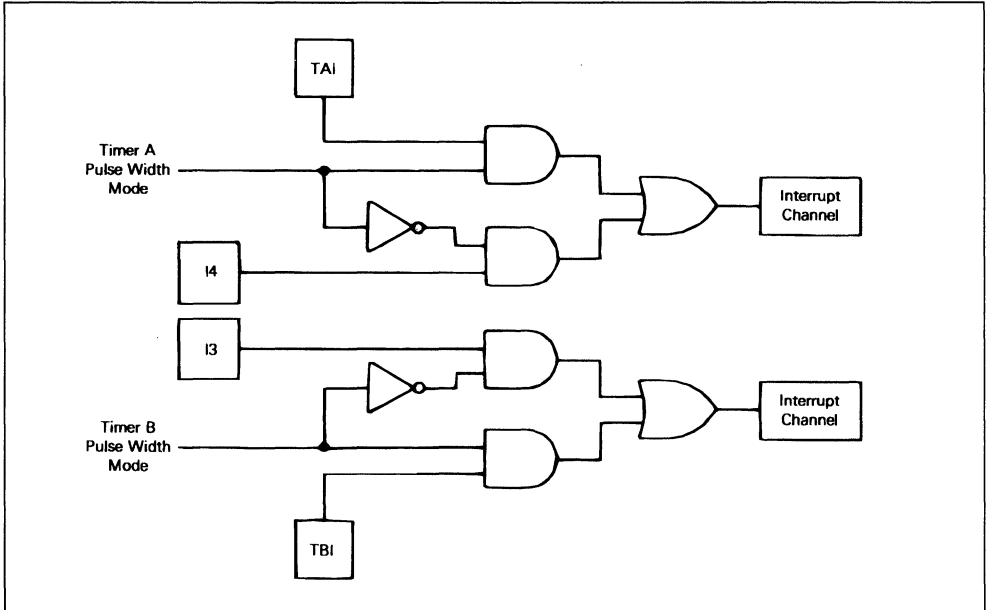 TAI
Timer A
Pulse Width
Mode
Interrupt
Channel
I4
I3
Timer B
Pulse Width
Mode
Interrupt
Channel
TBI